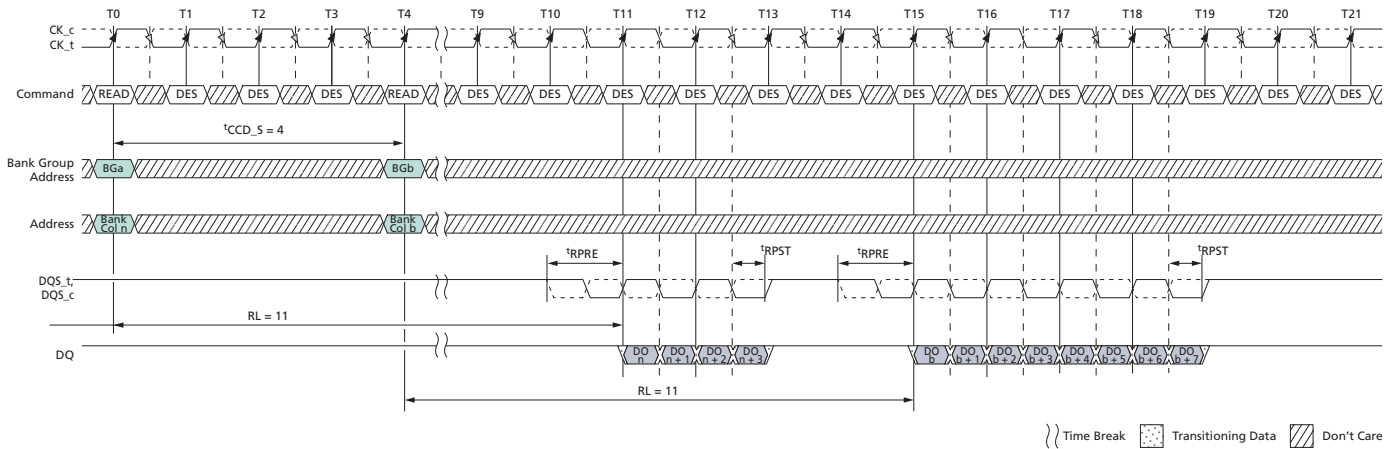 T0 T1 T2 T3 T4 T9 T10 T11 T12 T13 T14 T15 T16 T17 T18 T19 T20 T21
CK_c
CK_t
Command READ DES DES DES READ DES DES DES DES DES DES DES DES DES DES DES DES DES
tCCD_S = 4
Bank Group
Address
BGa BGb
Address
Bank
Col n
Bank
Col b
tRPRE tRPST tRPRE tRPST
DQS_t,
DQS_c
RL = 11
DQ
DO
n
DO
n + 1
DO
n + 2
DO
n + 3
DO
b
DO
b + 1
DO
b + 2
DO
b + 3
DO
b + 4
DO
b + 5
DO
b + 6
DO
b + 7
RL = 11
Time Break Transitioning Data Don't Care